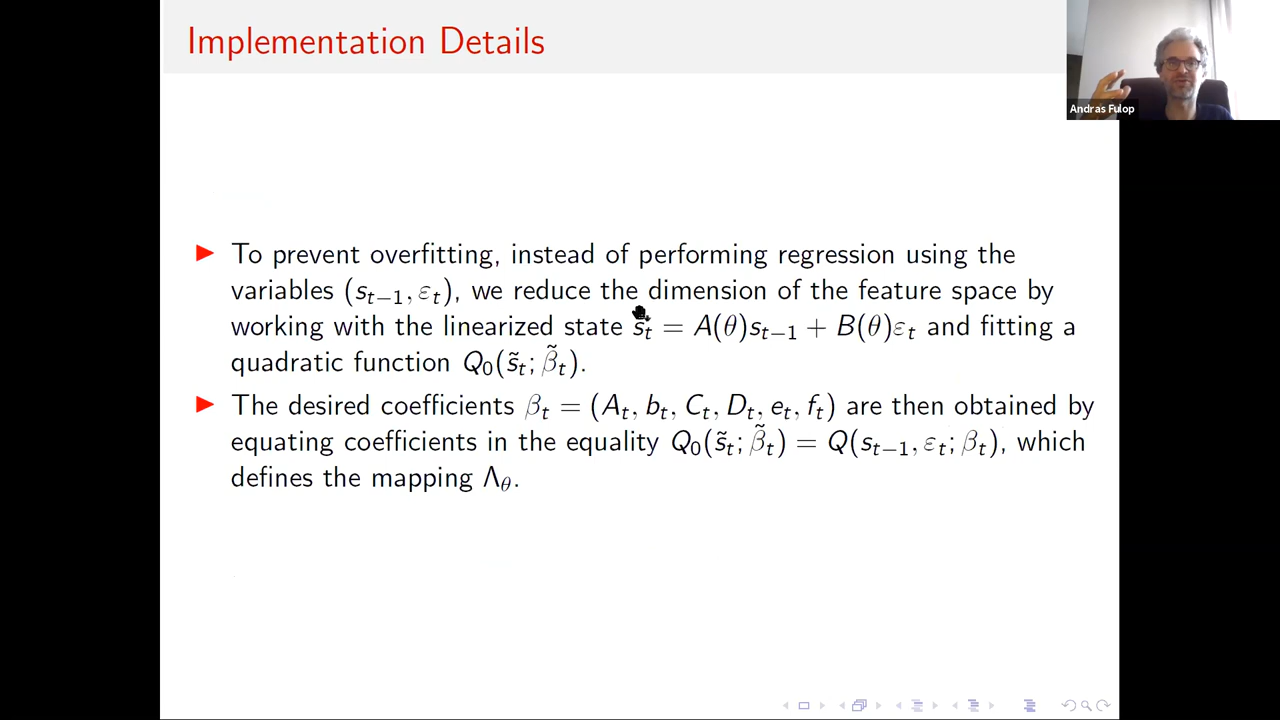 Implementation Details
Andras Fulop
To prevent overfitting, instead of performing regression using the
variables (s_{t−1}, ε_t), we reduce the dimension of the feature space by
working with the linearized state s̃_t = A(θ)s_{t−1} + B(θ)ε_t and fitting a
quadratic function Q_0(s̃_t; β̃_t).
The desired coefficients β_t = (A_t, b_t, C_t, D_t, e_t, f_t) are then obtained by
equating coefficients in the equality Q_0(s̃_t; β̃_t) = Q(s_{t−1}, ε_t; β_t), which
defines the mapping Λ_θ.